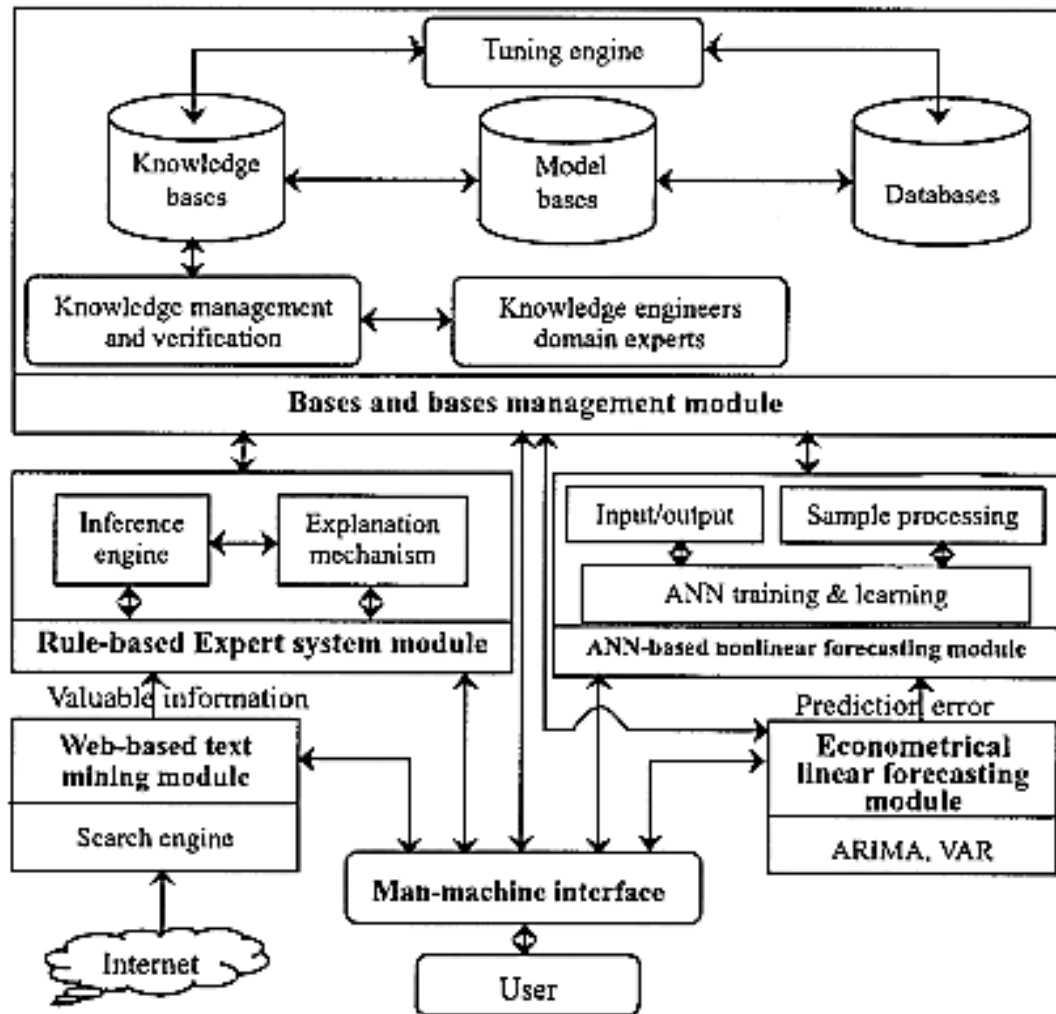 Tuning engine
Knowledge
bases
Model
bases
Databases
Knowledge management
and verification
Knowledge engineers
domain experts
Bases and bases management module
Inference
engine
Explanation
mechanism
Input/output
Sample processing
ANN training & learning
Rule-based Expert system module
ANN-based nonlinear forecasting module
Valuable information
Prediction error
Web-based text
mining module
Econometrical
linear forecasting
module
Search engine
ARIMA, VAR
Man-machine interface
Internet
User